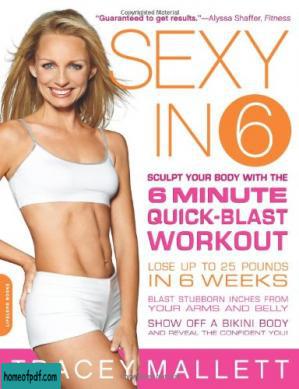 "Guaranteed to get results."—Alyssa Shaffer, Fitness
SEXY
IN 6
SCULPT YOUR BODY WITH THE
6 MINUTE
QUICK-BLAST
WORKOUT
LOSE UP TO 25 POUNDS
IN 6 WEEKS
BLAST STUBBORN INCHES FROM
YOUR ARMS AND BELLY
SHOW OFF A BIKINI BODY
AND REVEAL THE CONFIDENT YOU!
LIFELONG BOOKS
TRACEY MALLETT
homeofpdf.com